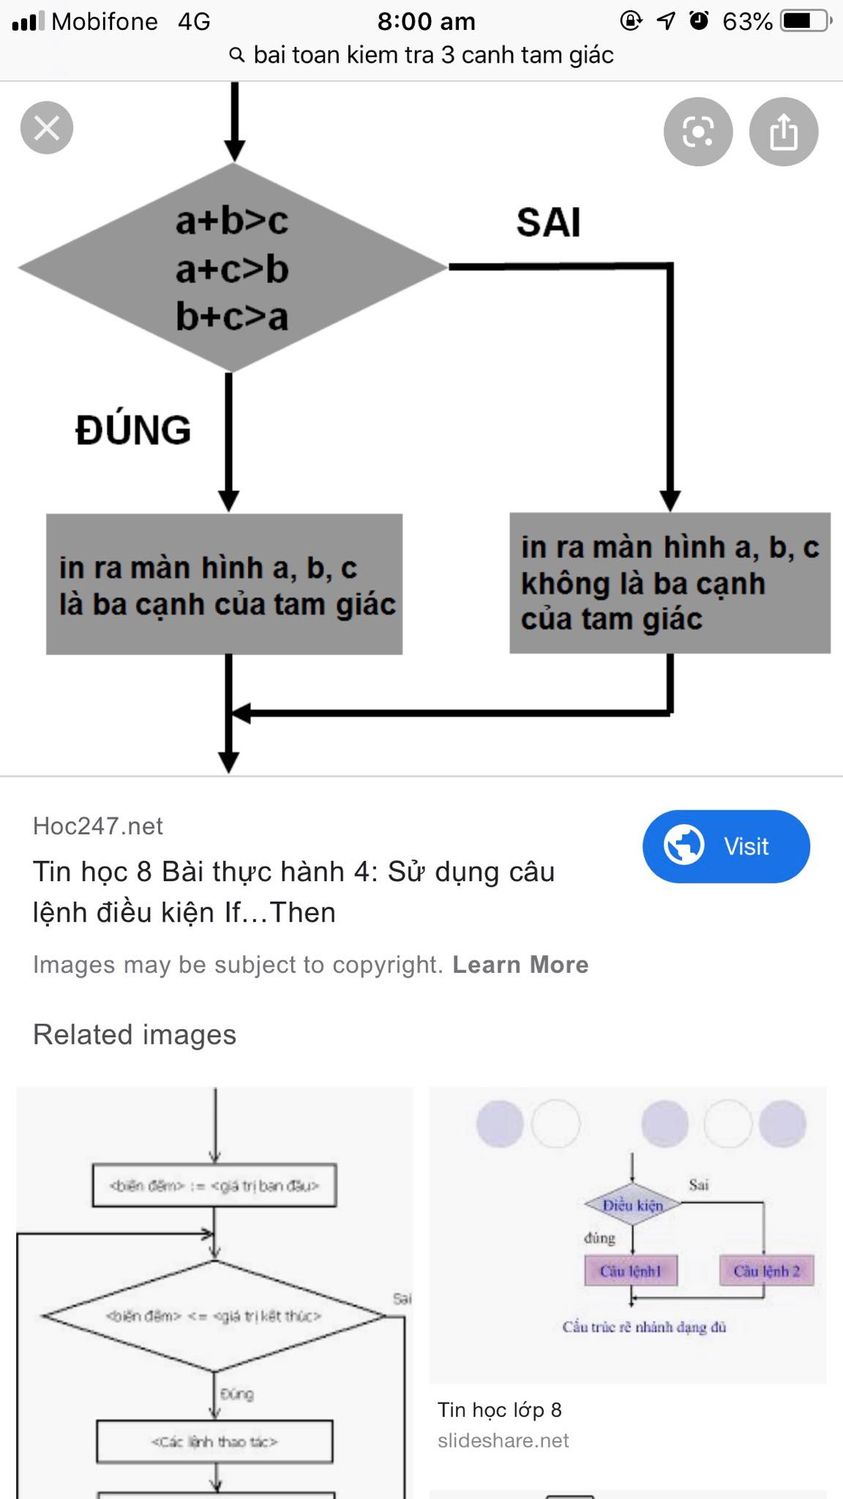 Mobifone 4G 8:00 am 63%
bai toan kiem tra 3 canh tam giác
a+b>c
a+c>b
b+c>a
SAI
ĐÚNG
in ra màn hình a, b, c
là ba cạnh của tam giác
in ra màn hình a, b, c
không là ba cạnh
của tam giác
Hoc247.net
Visit
Tin học 8 Bài thực hành 4: Sử dụng câu
lệnh điều kiện If...Then
Images may be subject to copyright. Learn More
Related images
<biến đếm> := <giá trị ban đầu>
<biến đếm> <= <giá trị kết thúc>
Sai
Đúng
<Các lệnh thao tác>
Sai
Điều kiện
đúng
Câu lệnh1
Câu lệnh 2
Cấu trúc rẽ nhánh dạng đủ
Tin học lớp 8
slideshare.net